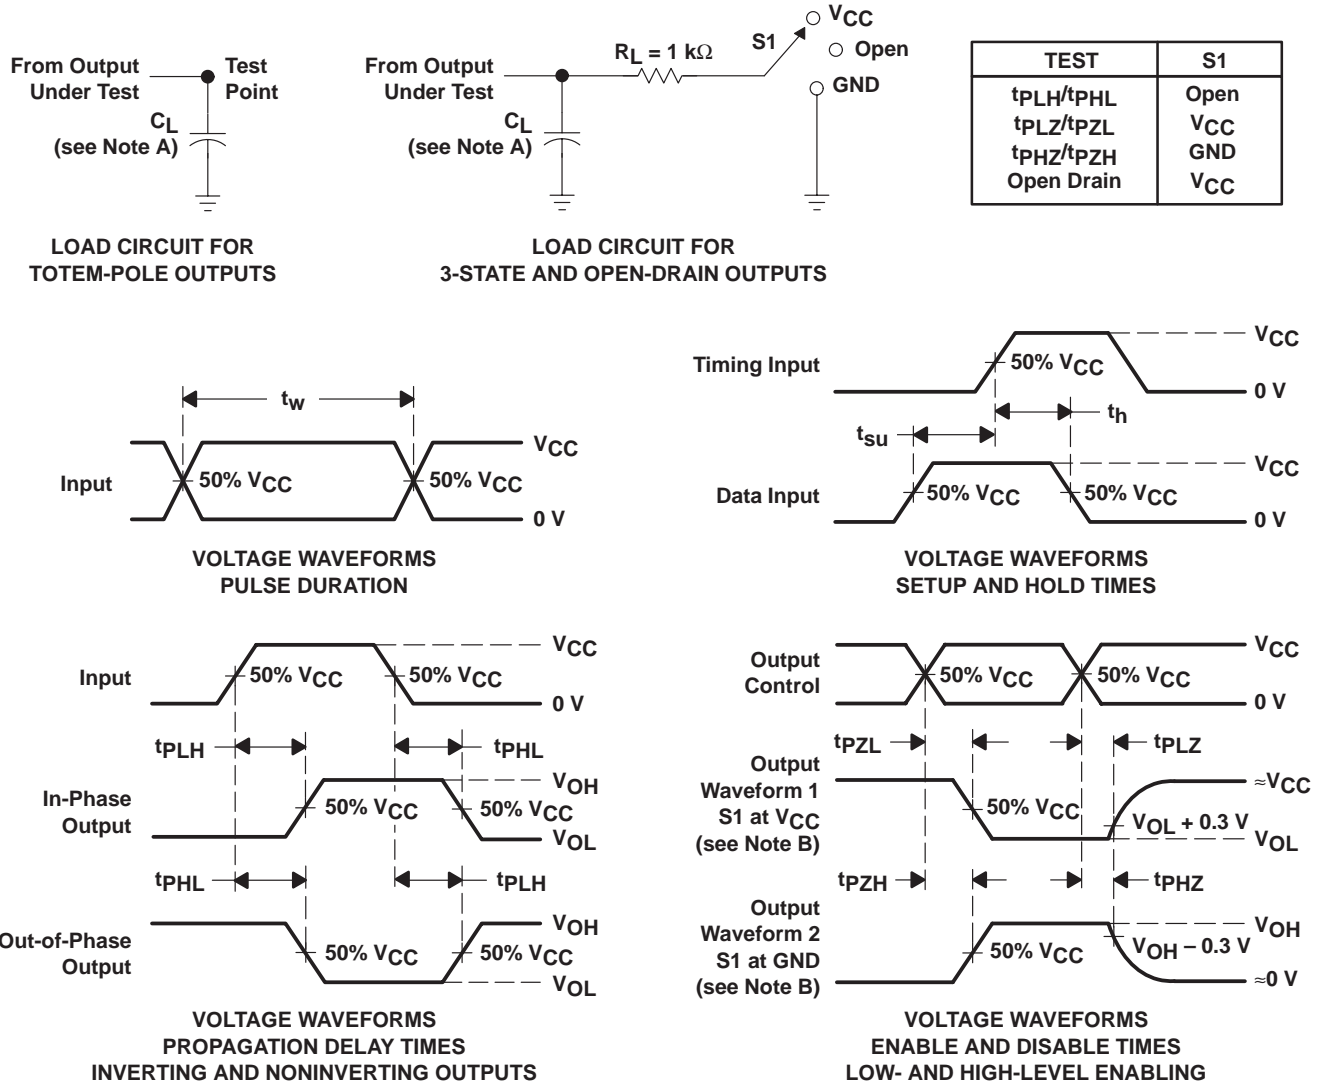 From Output
Under Test
Test
Point
CL
(see Note A)
LOAD CIRCUIT FOR
TOTEM-POLE OUTPUTS
From Output
Under Test
RL = 1 kΩ
S1
VCC
Open
GND
CL
(see Note A)
LOAD CIRCUIT FOR
3-STATE AND OPEN-DRAIN OUTPUTS
TEST S1
tPLH/tPHL Open
tPLZ/tPZL VCC
tPHZ/tPZH GND
Open Drain VCC
tw
Input
50% VCC
50% VCC
VCC
0 V
VOLTAGE WAVEFORMS
PULSE DURATION
Timing Input
50% VCC
VCC
0 V
tsu
th
Data Input
50% VCC
50% VCC
VCC
0 V
VOLTAGE WAVEFORMS
SETUP AND HOLD TIMES
Input
50% VCC
50% VCC
VCC
0 V
tPLH
tPHL
In-Phase
Output
50% VCC
50% VCC
VOH
VOL
tPHL
tPLH
Out-of-Phase
Output
50% VCC
50% VCC
VOH
VOL
VOLTAGE WAVEFORMS
PROPAGATION DELAY TIMES
INVERTING AND NONINVERTING OUTPUTS
Output
Control
50% VCC
50% VCC
VCC
0 V
tPZL
tPLZ
Output
Waveform 1
S1 at VCC
(see Note B)
50% VCC
VOL + 0.3 V
≈VCC
VOL
tPZH
tPHZ
Output
Waveform 2
S1 at GND
(see Note B)
50% VCC
VOH − 0.3 V
VOH
≈0 V
VOLTAGE WAVEFORMS
ENABLE AND DISABLE TIMES
LOW- AND HIGH-LEVEL ENABLING